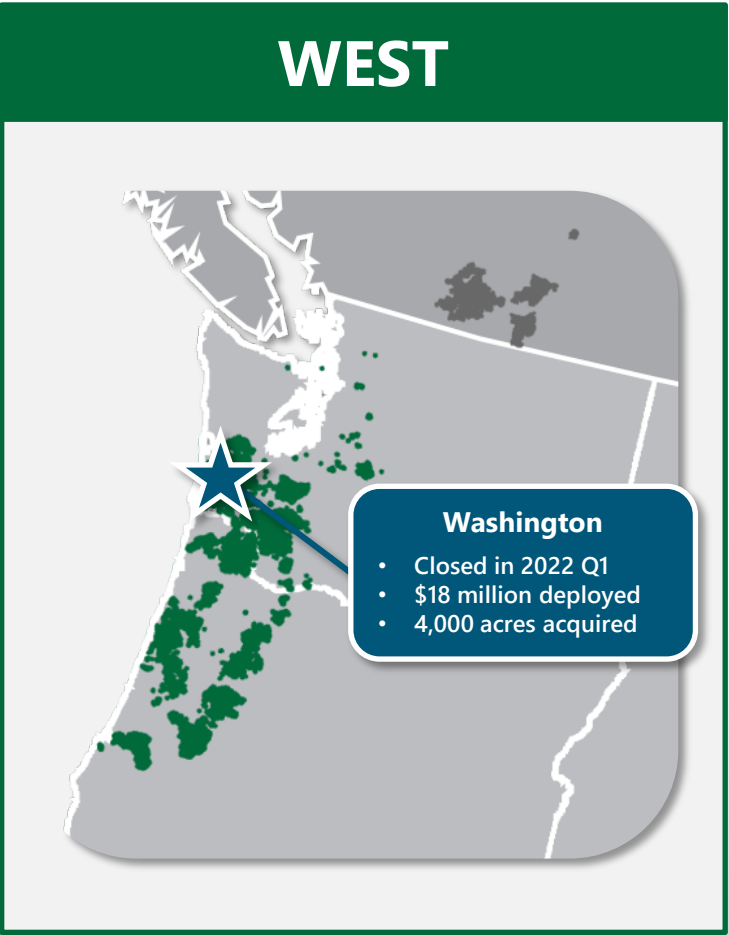 WEST
Washington
• Closed in 2022 Q1
• $18 million deployed
• 4,000 acres acquired